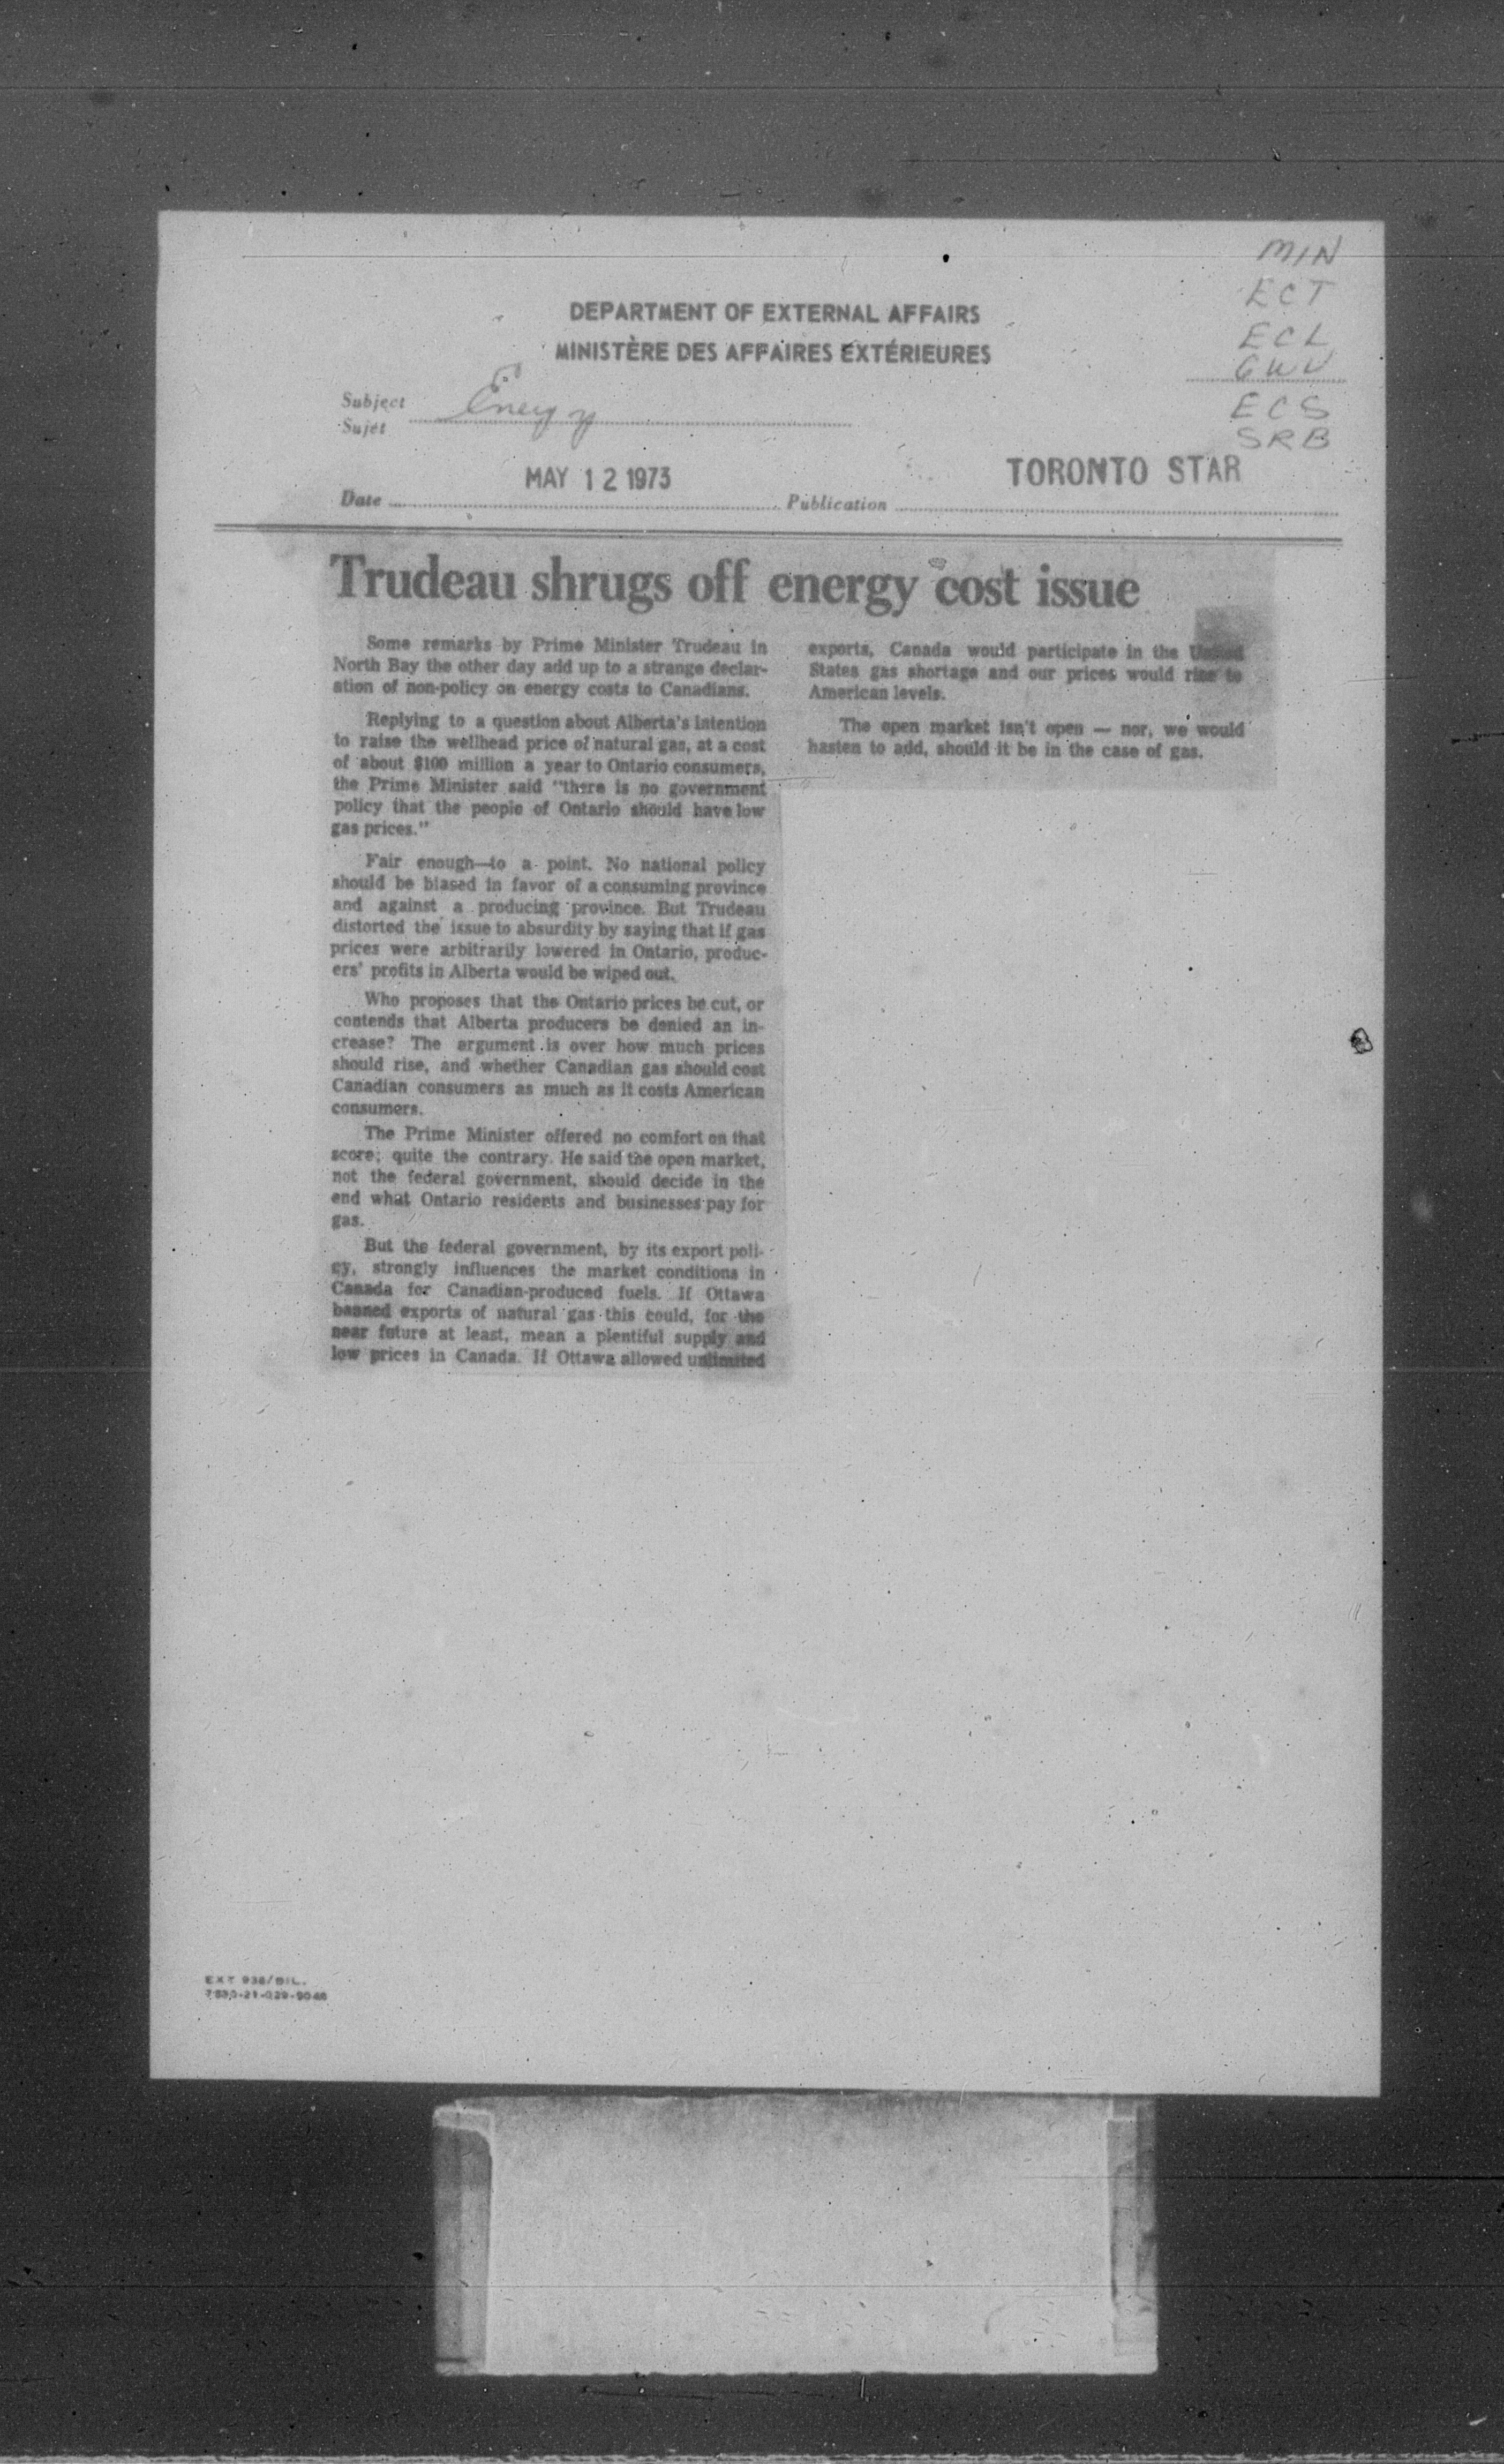 MIN
ECT
DEPARTMENT OF EXTERNAL AFFAIRS
ECL
MINISTÈRE DES AFFAIRES EXTÉRIEURES
GWU
Subject
Sujet
Energy
ECS
SRB
MAY 12 1973
TORONTO STAR
Date
Publication
Trudeau shrugs off energy cost issue
Some remarks by Prime Minister Trudeau in
North Bay the other day add up to a strange declar-
ation of non-policy on energy costs to Canadians.
Replying to a question about Alberta's intention
to raise the wellhead price of natural gas, at a cost
of about $100 million a year to Ontario consumers,
the Prime Minister said "there is no government
policy that the people of Ontario should have low
gas prices."
Fair enough—to a point. No national policy
should be biased in favor of a consuming province
and against a producing province. But Trudeau
distorted the issue to absurdity by saying that if gas
prices were arbitrarily lowered in Ontario, produc-
ers' profits in Alberta would be wiped out.
Who proposes that the Ontario prices be cut, or
contends that Alberta producers be denied an in-
crease? The argument is over how much prices
should rise, and whether Canadian gas should cost
Canadian consumers as much as it costs American
consumers.
The Prime Minister offered no comfort on that
score; quite the contrary. He said the open market,
not the federal government, should decide in the
end what Ontario residents and businesses pay for
gas.
But the federal government, by its export poli-
cy, strongly influences the market conditions in
Canada for Canadian-produced fuels. If Ottawa
banned exports of natural gas this could, for the
near future at least, mean a plentiful supply and
low prices in Canada. If Ottawa allowed unlimited
exports, Canada would participate in the United
States gas shortage and our prices would rise to
American levels.
The open market isn't open — nor, we would
hasten to add, should it be in the case of gas.
EXT 938/BIL.